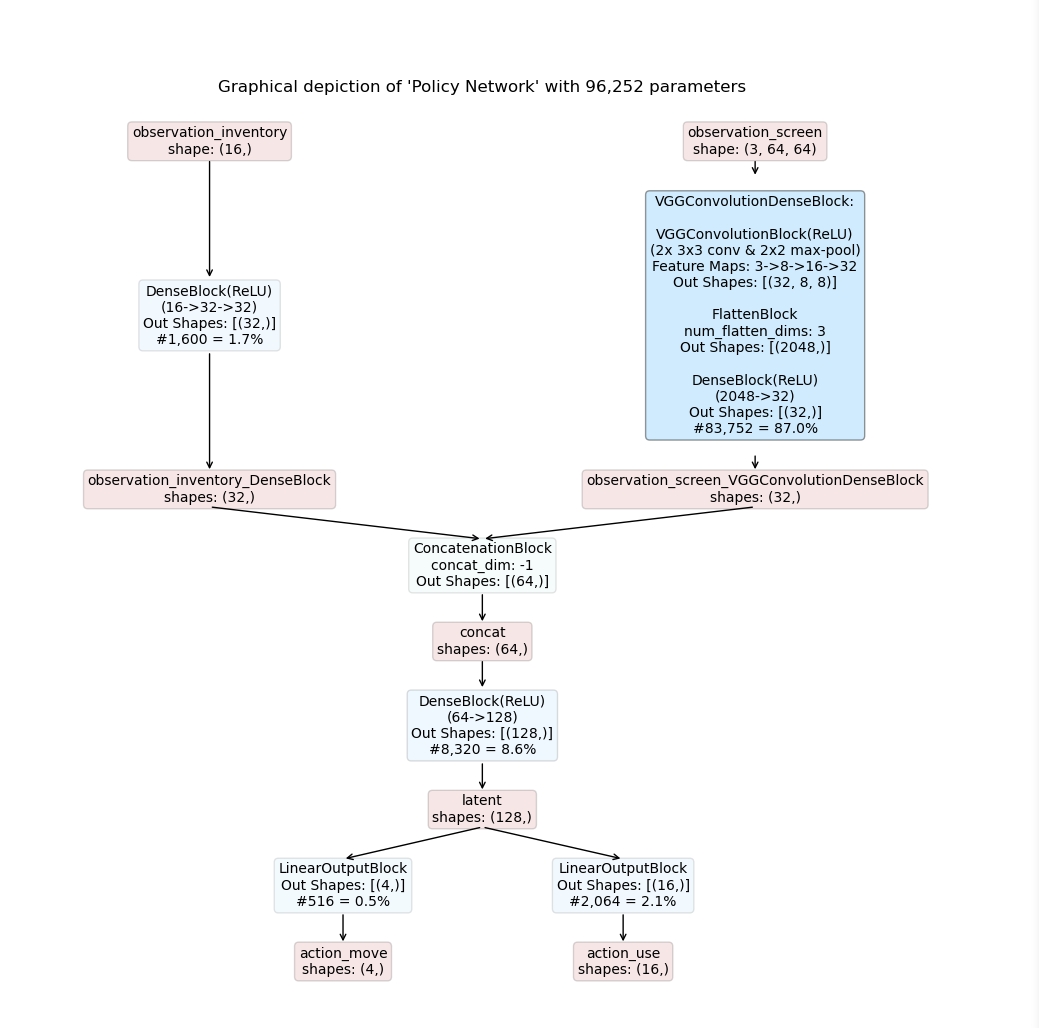 Graphical depiction of 'Policy Network' with 96,252 parameters
observation_inventory
shape: (16,)
observation_screen
shape: (3, 64, 64)
VGGConvolutionDenseBlock:
VGGConvolutionBlock(ReLU)
(2x 3x3 conv & 2x2 max-pool)
Feature Maps: 3->8->16->32
Out Shapes: [(32, 8, 8)]
FlattenBlock
num_flatten_dims: 3
Out Shapes: [(2048,)]
DenseBlock(ReLU)
(2048->32)
Out Shapes: [(32,)]
#83,752 = 87.0%
DenseBlock(ReLU)
(16->32->32)
Out Shapes: [(32,)]
#1,600 = 1.7%
observation_inventory_DenseBlock
shapes: (32,)
observation_screen_VGGConvolutionDenseBlock
shapes: (32,)
ConcatenationBlock
concat_dim: -1
Out Shapes: [(64,)]
concat
shapes: (64,)
DenseBlock(ReLU)
(64->128)
Out Shapes: [(128,)]
#8,320 = 8.6%
latent
shapes: (128,)
LinearOutputBlock
Out Shapes: [(4,)]
#516 = 0.5%
LinearOutputBlock
Out Shapes: [(16,)]
#2,064 = 2.1%
action_move
shapes: (4,)
action_use
shapes: (16,)